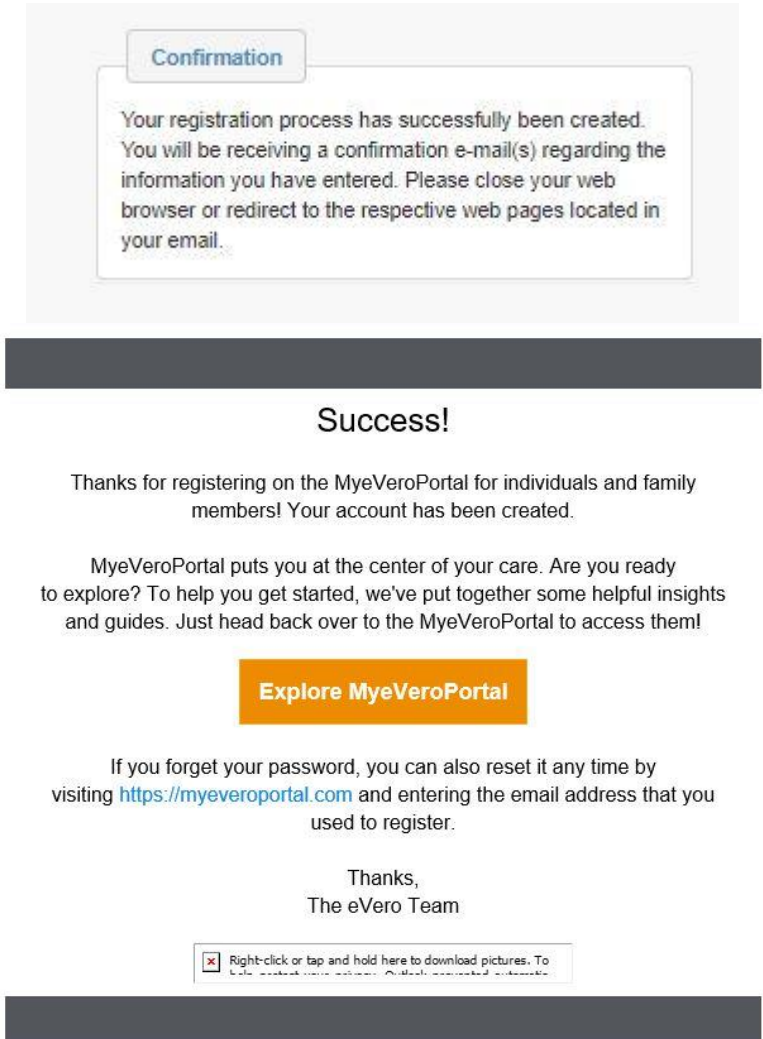 Confirmation
Your registration process has successfully been created.
You will be receiving a confirmation e-mail(s) regarding the
information you have entered. Please close your web
browser or redirect to the respective web pages located in
your email.
Success!
Thanks for registering on the MyeVeroPortal for individuals and family
members! Your account has been created.
MyeVeroPortal puts you at the center of your care. Are you ready
to explore? To help you get started, we've put together some helpful insights
and guides. Just head back over to the MyeVeroPortal to access them!
Explore MyeVeroPortal
If you forget your password, you can also reset it any time by
visiting https://myeveroportal.com and entering the email address that you
used to register.
Thanks,
The eVero Team
Right-click or tap and hold here to download pictures. To
help protect your privacy, Outlook prevented automatic